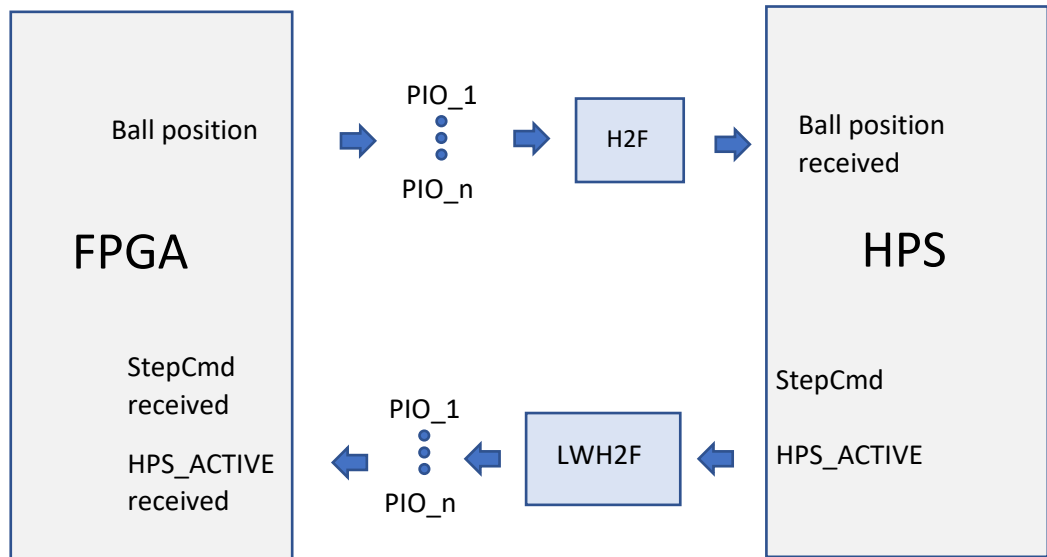 Ball position
FPGA
StepCmd
received
HPS_ACTIVE
received
PIO_1
PIO_n
H2F
PIO_1
PIO_n
LWH2F
Ball position
received
HPS
StepCmd
HPS_ACTIVE